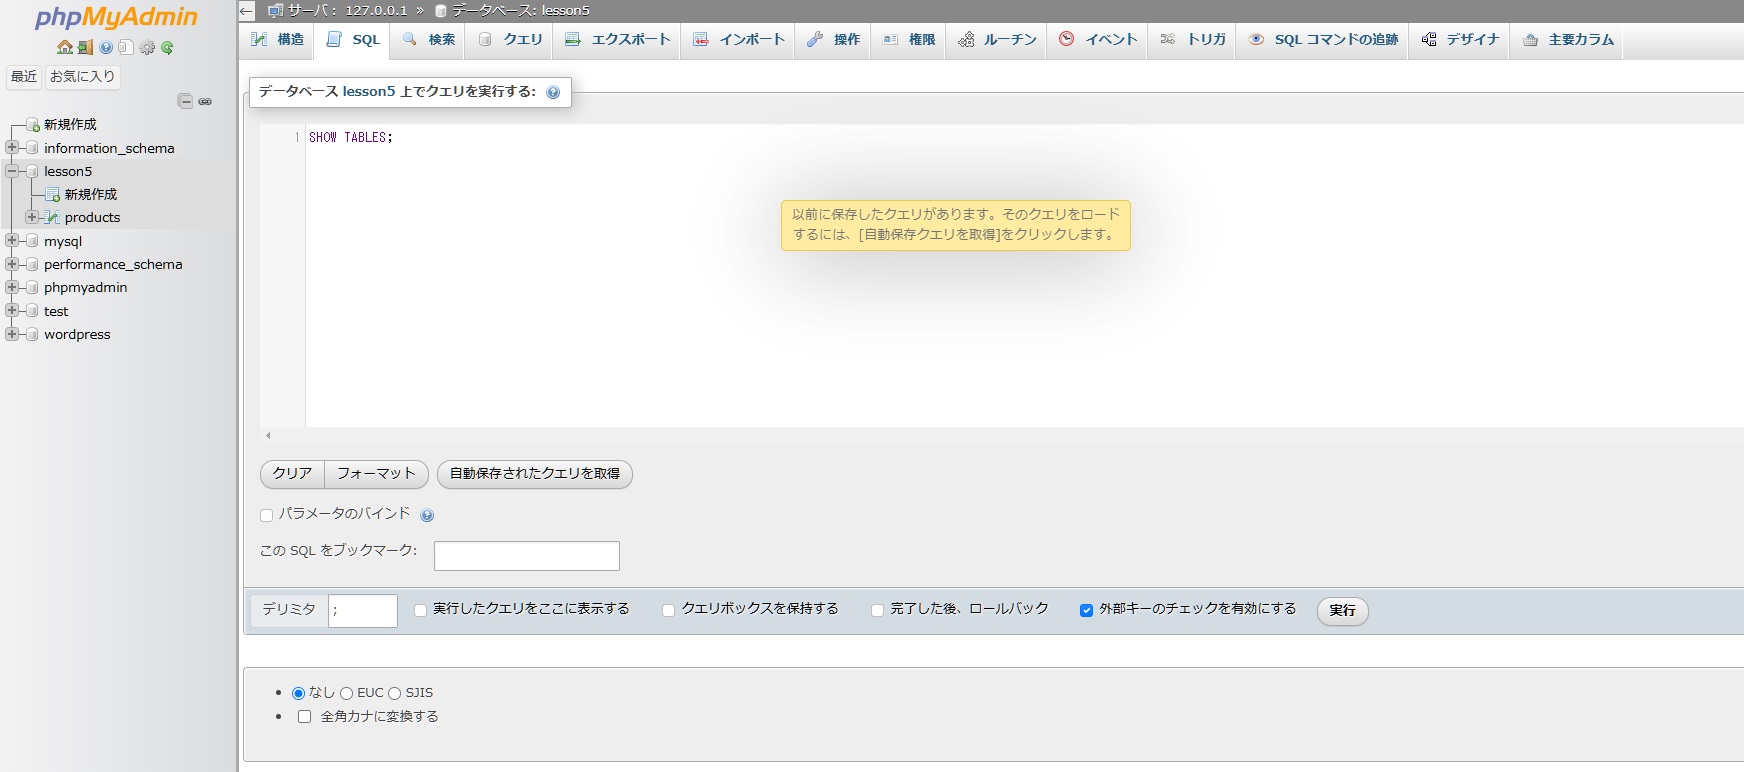 phpMyAdmin
最近 お気に入り
新規作成
information_schema
lesson5
新規作成
products
mysql
performance_schema
phpmyadmin
test
wordpress
サーバ： 127.0.0.1 » データベース: lesson5
構造 SQL 検索 クエリ エクスポート インポート 操作 権限 ルーチン イベント トリガ SQL コマンドの追跡 デザイナ 主要カラム
データベース lesson5 上でクエリを実行する:
1 SHOW TABLES;
以前に保存したクエリがあります。そのクエリをロード
するには、[自動保存クエリを取得]をクリックします。
クリア フォーマット 自動保存されたクエリを取得
パラメータのバインド
この SQL をブックマーク:
デリミタ ; 実行したクエリをここに表示する クエリボックスを保持する 完了した後、ロールバック 外部キーのチェックを有効にする 実行
なし EUC SJIS
全角カナに変換する